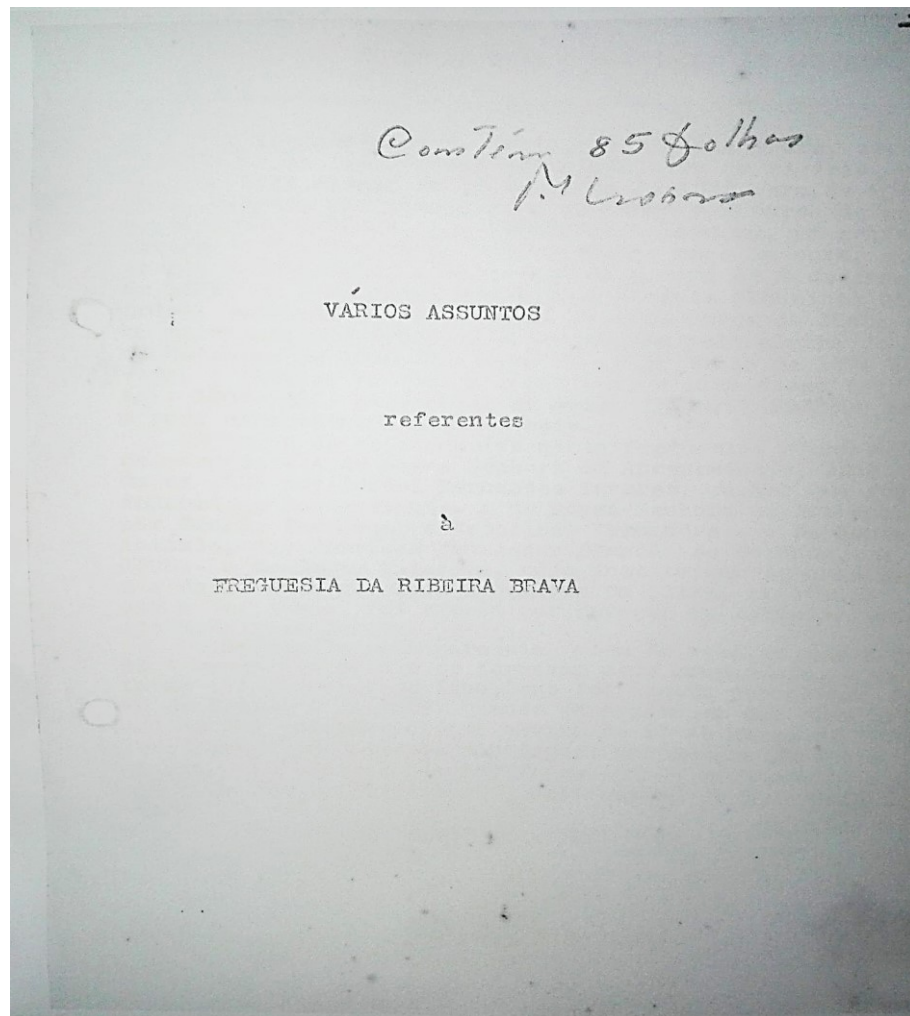 Contém 85 folhas
M
VÁRIOS ASSUNTOS
referentes
à
FREGUESIA DA RIBEIRA BRAVA